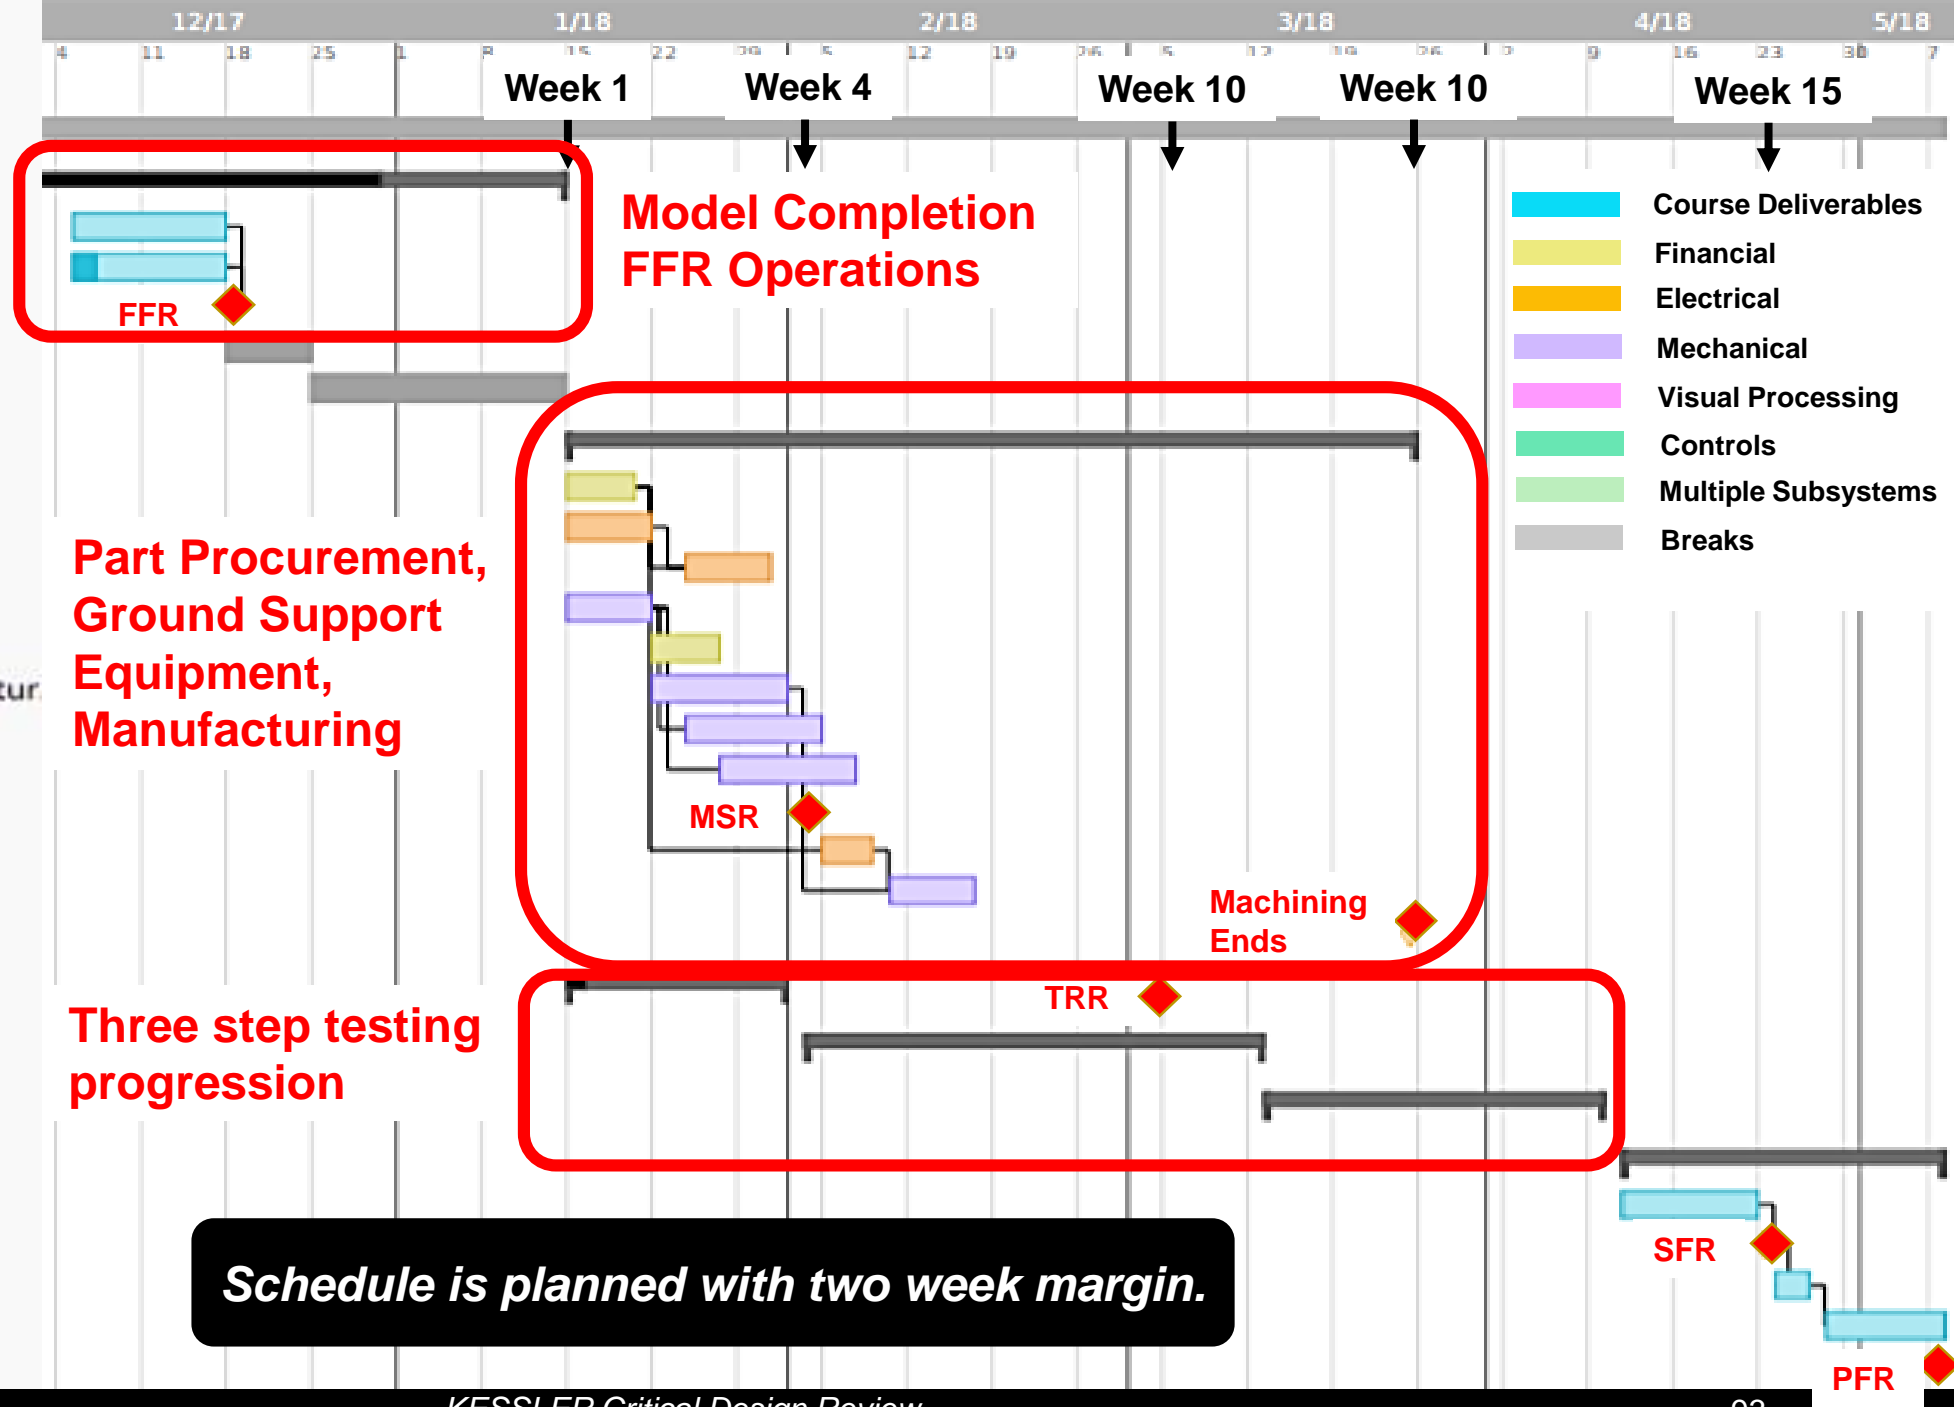 12/17 1/18 2/18 3/18 4/18 5/18
4 11 18 25 1 8 15 22 29 5 12 19 26 5 12 19 26 2 9 16 23 30 7
Week 1 Week 4 Week 10 Week 10 Week 15
Model Completion
FFR Operations
FFR
Course Deliverables
Financial
Electrical
Mechanical
Visual Processing
Controls
Multiple Subsystems
Breaks
Part Procurement,
Ground Support
Equipment,
Manufacturing
tur
MSR
Machining
Ends
Three step testing
progression
TRR
SFR
Schedule is planned with two week margin.
PFR
KESSLER Critical Design Review